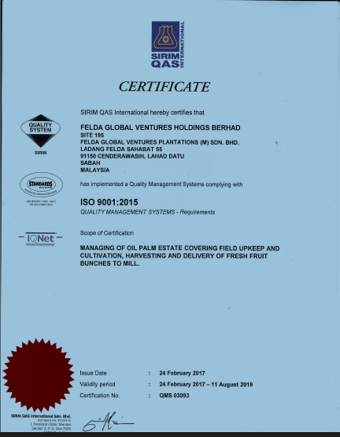 SIRIM
QAS
INTERNATIONAL
CERTIFICATE
SIRIM QAS International hereby certifies that
FELDA GLOBAL VENTURES HOLDINGS BERHAD
SITE 195
FELDA GLOBAL VENTURES PLANTATIONS (M) SDN. BHD.
LADANG FELDA SAHABAT 55
91150 CENDERAWASIH, LAHAD DATU
SABAH
MALAYSIA
QUALITY
SYSTEM
SIRIM
has implemented a Quality Management Systems complying with
STANDARDS
ISO 9001:2015
QUALITY MANAGEMENT SYSTEMS - Requirements
IQNet
Scope of Certification
MANAGING OF OIL PALM ESTATE COVERING FIELD UPKEEP AND
CULTIVATION, HARVESTING AND DELIVERY OF FRESH FRUIT
BUNCHES TO MILL.
Issue Date : 24 February 2017
Validity period : 24 February 2017 – 11 August 2019
Certification No. : QMS 03093
SIRIM QAS International Sdn. Bhd.